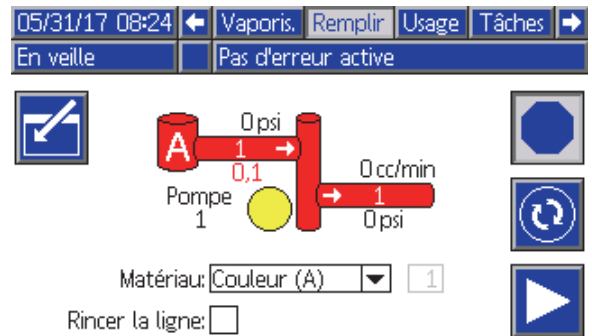 05/31/17 08:24 Vaporis. Remplir Usage Tâches
En veille Pas d'erreur active
0 psi
A 1
0,1
0 cc/min
Pompe 1
1
0 psi
Matériau: Couleur (A) 1
Rincer la ligne: